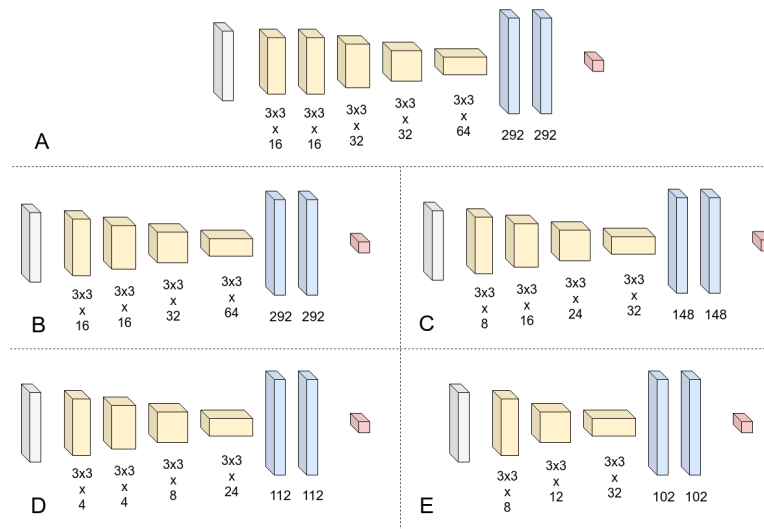 3x3 x 16
3x3 x 16
3x3 x 32
3x3 x 32
3x3 x 64
292 292
A
3x3 x 16
3x3 x 16
3x3 x 32
3x3 x 64
292 292
B
3x3 x 8
3x3 x 16
3x3 x 24
3x3 x 32
148 148
C
3x3 x 4
3x3 x 4
3x3 x 8
3x3 x 24
112 112
D
3x3 x 8
3x3 x 12
3x3 x 32
102 102
E